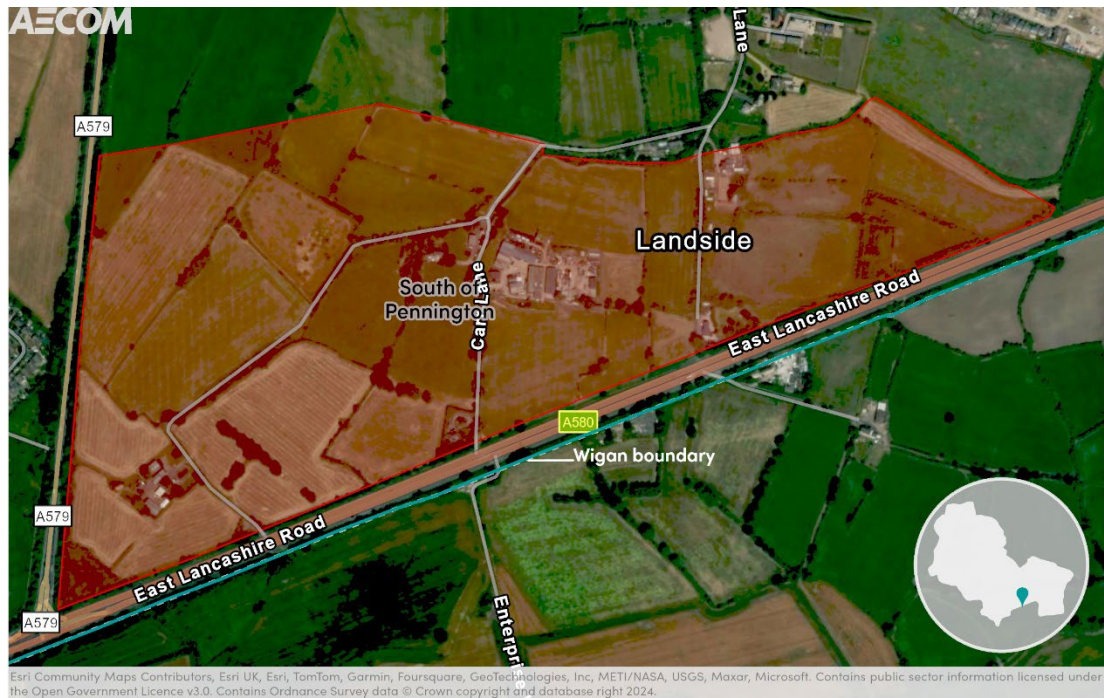 AECOM
Lane
A579
Landside
South of
Pennington
Carr Lane
East Lancashire Road
A580
Wigan boundary
A579
East Lancashire Road
A579
Enterprise
Esri Community Maps Contributors, Esri UK, Esri, TomTom, Garmin, Foursquare, GeoTechnologies, Inc, METI/NASA, USGS, Maxar, Microsoft. Contains public sector information licensed under
the Open Government Licence v3.0. Contains Ordnance Survey data © Crown copyright and database right 2024.